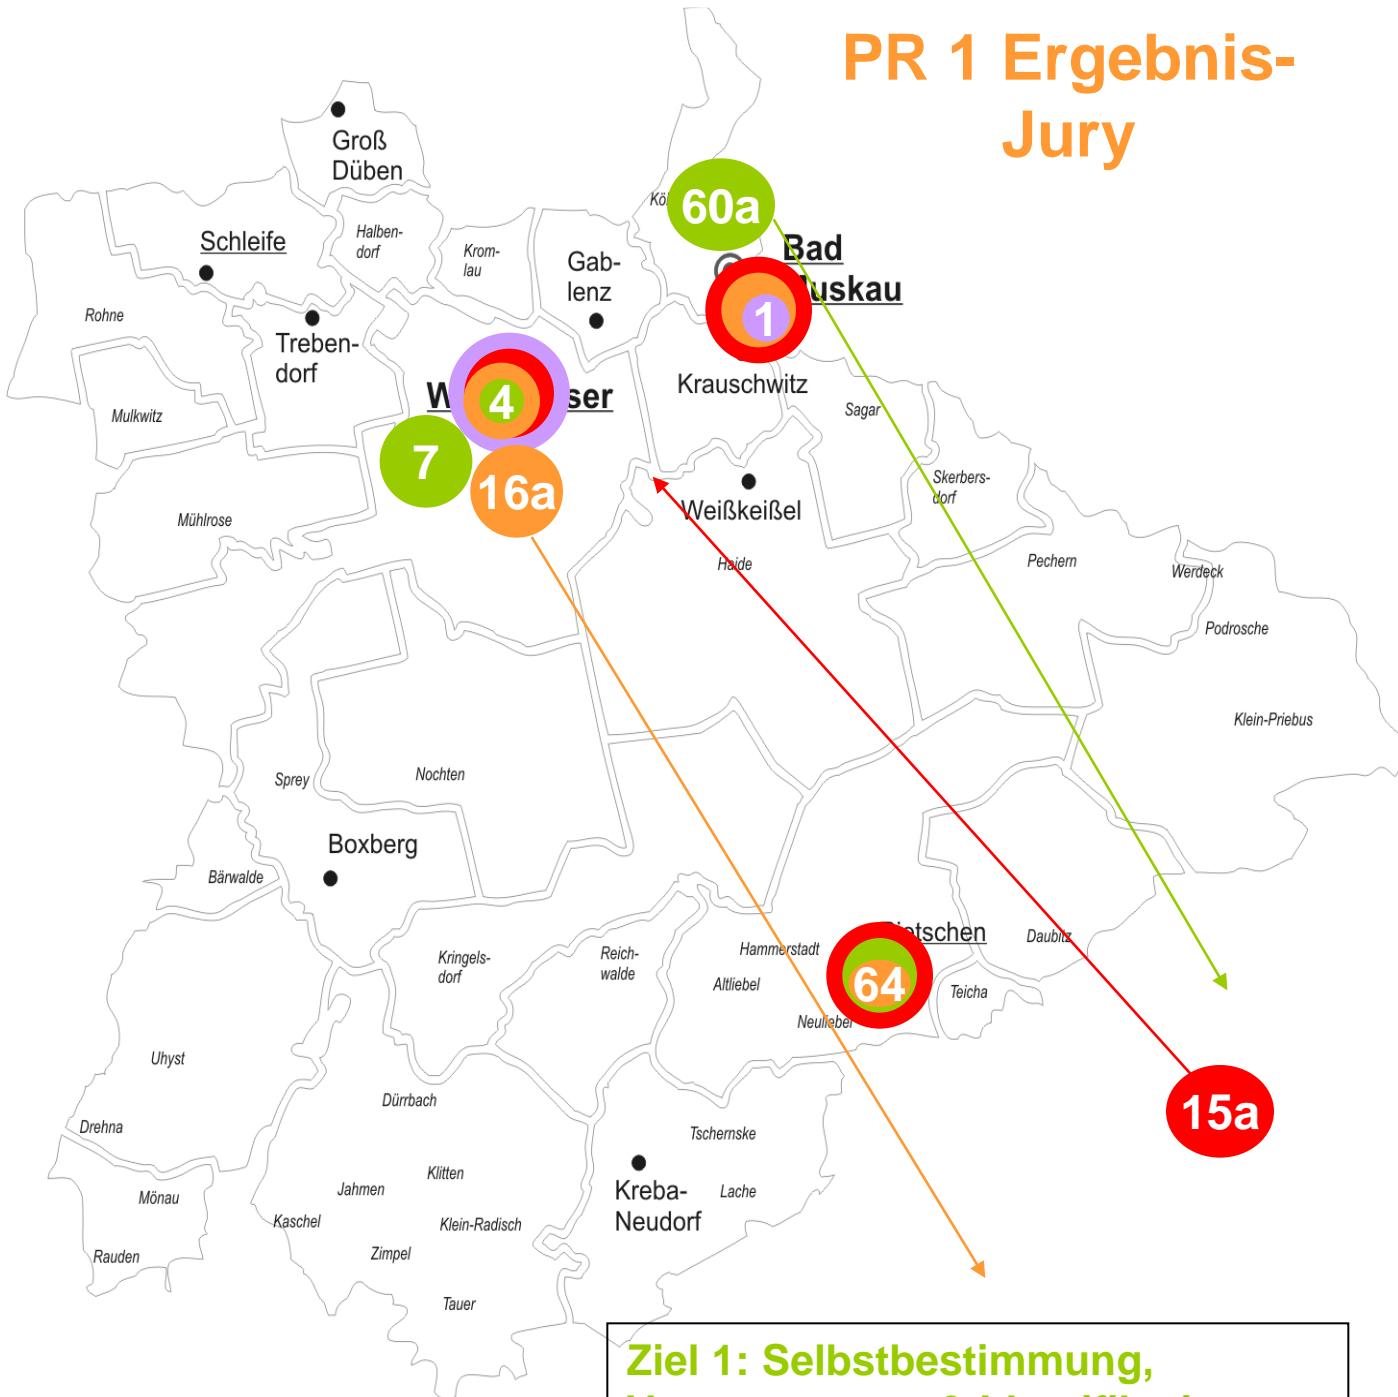 PR 1 Ergebnis-
Jury
Groß
Düben
Schleife
Halben-
dorf
Krom-
lau
Gab-
lenz
60a
Bad
uskau
1
Rohne
Treben-
dorf
Krauschwitz
Mulkwitz
W
4
ser
Sagar
7
16a
Skerbers-
dorf
Weißkeißel
Mühlrose
Haide
Pechern
Werdeck
Podrosche
Klein-Priebus
Sprey
Nochten
Boxberg
Bärwalde
Kringels-
dorf
Reich-
walde
Hammerstadt
etschen
Daubitz
Altliebel
64
Teicha
Neuliebel
Uhyst
Dürrbach
15a
Drehna
Tschernske
Klitten
Jahmen
Mönau
Kreba-
Neudorf
Lache
Kaschel
Klein-Radisch
Zimpel
Rauden
Tauer
Ziel 1: Selbstbestimmung,